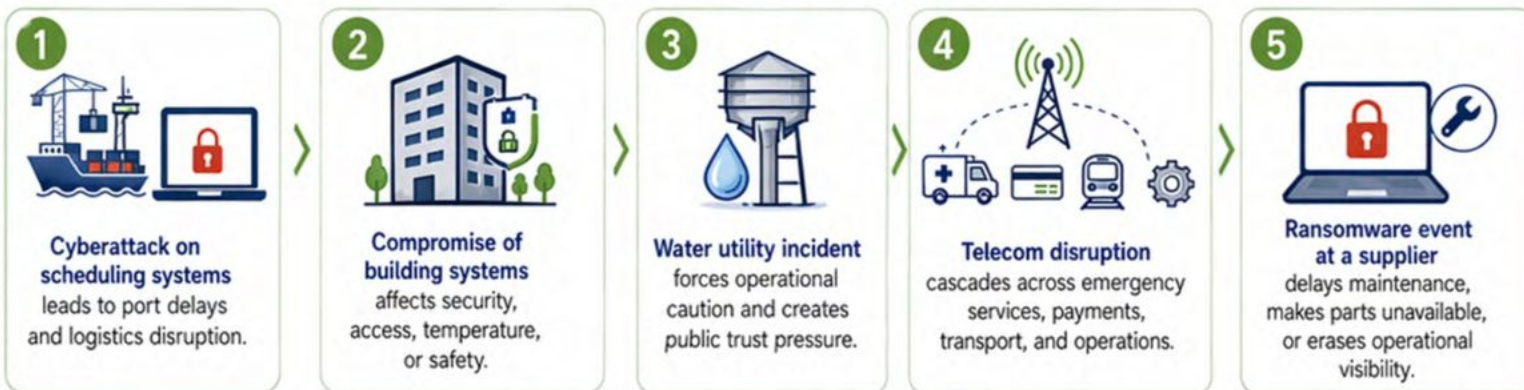 1
Cyberattack on
scheduling systems
leads to port delays
and logistics disruption.
2
Compromise of
building systems
affects security,
access, temperature,
or safety.
3
Water utility incident
forces operational
caution and creates
public trust pressure.
4
Telecom disruption
cascades across emergency
services, payments,
transport, and operations.
5
Ransomware event
at a supplier
delays maintenance,
makes parts unavailable,
or erases operational
visibility.